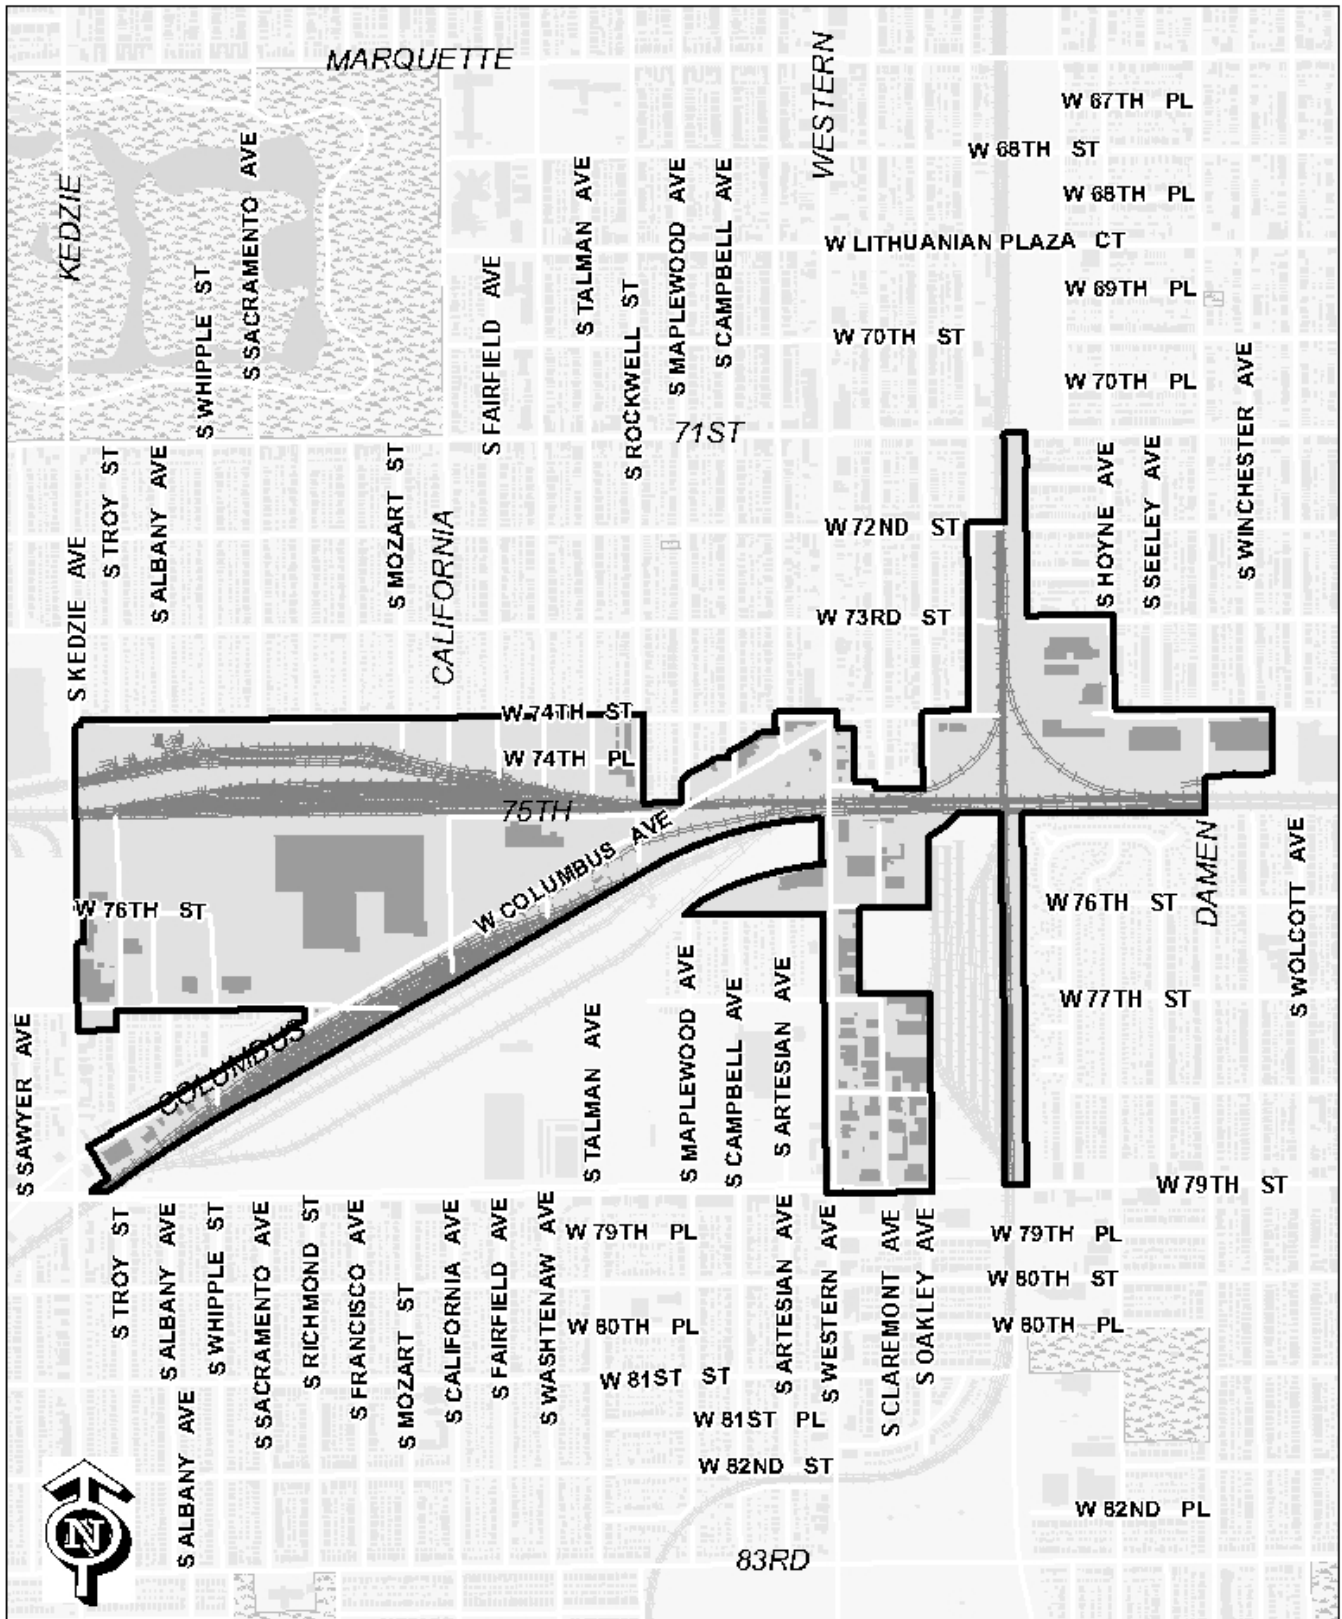 MARQUETTE
WESTERN
W 67TH PL
W 68TH ST
W 68TH PL
KEDZIE
S SACRAMENTO AVE
S TALMAN AVE
S MAPLEWOOD AVE
S CAMPBELL AVE
W LITHUANIAN PLAZA CT
W 69TH PL
S WHIPPLE ST
S FAIRFIELD AVE
S ROCKWELL ST
W 70TH ST
W 70TH PL
S WINCHESTER AVE
71ST
S TROY ST
S ALBANY AVE
S MOZART ST
CALIFORNIA
S HOYNE AVE
S SEELEY AVE
S KEDZIE AVE
W 72ND ST
W 73RD ST
W 74TH ST
W 74TH PL
75TH
W COLUMBUS AVE
DAMEN
S WOLCOTT AVE
W 76TH ST
W 76TH ST
W 77TH ST
S SAWYER AVE
COLUMBUS
S TALMAN AVE
S MAPLEWOOD AVE
S CAMPBELL AVE
S ARTESIAN AVE
W 79TH ST
S TROY ST
S ALBANY AVE
S WHIPPLE ST
S SACRAMENTO AVE
S RICHMOND ST
S FRANCISCO AVE
S MOZART ST
S CALIFORNIA AVE
S FAIRFIELD AVE
S WASHTENAW AVE
W 79TH PL
S ARTESIAN AVE
S WESTERN AVE
S CLAREMONT AVE
S OAKLEY AVE
W 79TH PL
W 80TH ST
W 80TH PL
W 80TH PL
W 81ST ST
W 81ST PL
W 82ND ST
S ALBANY AVE
W 82ND PL
N
83RD